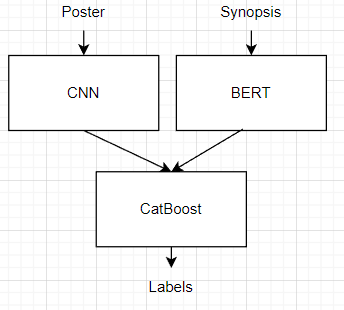 Poster
Synopsis
CNN
BERT
CatBoost
Labels